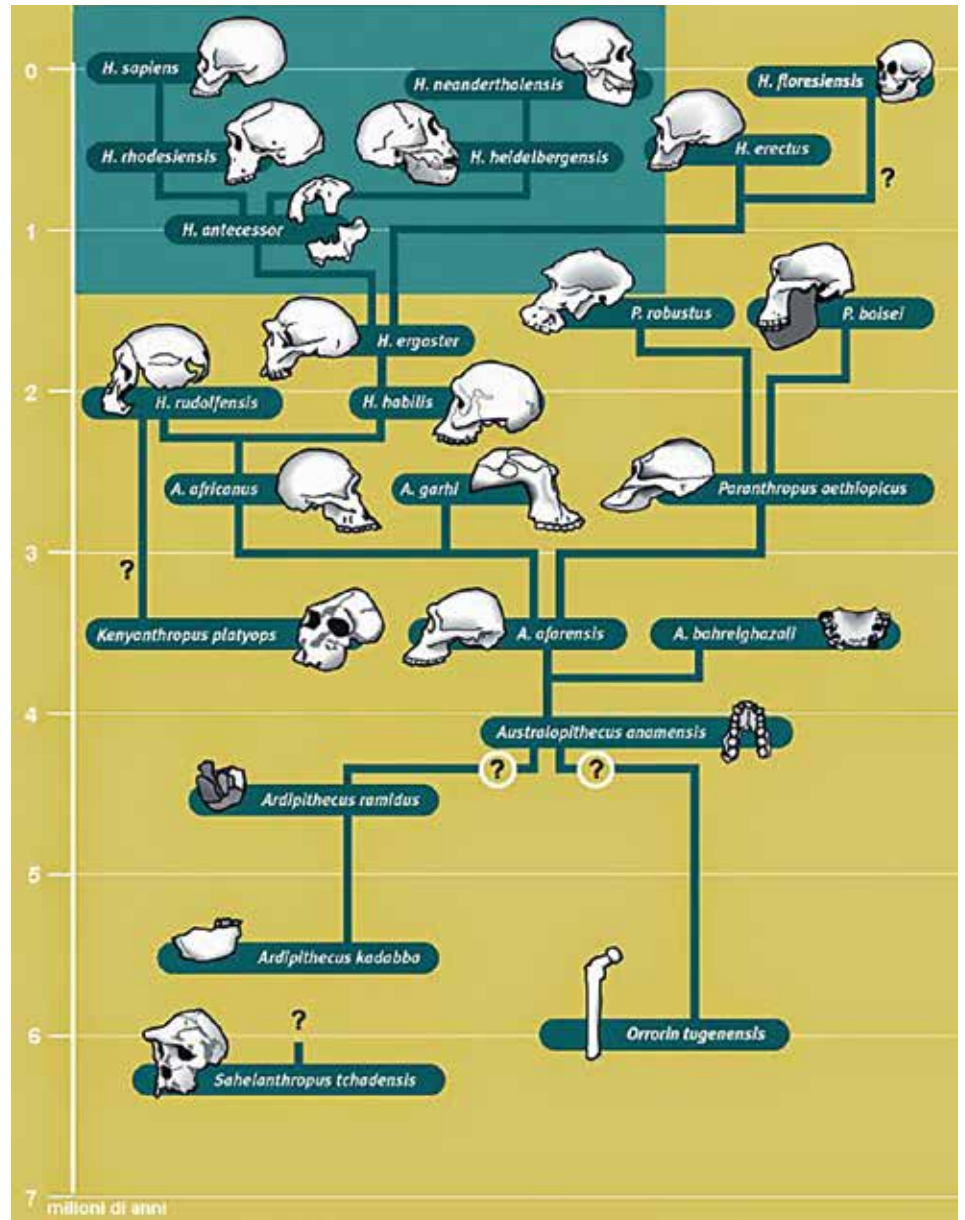 0
H. sapiens
H. neanderthalensis
H. floresiensis
H. rhodesiensis
H. heidelbergensis
H. erectus
?
1
H. antecessor
P. robustus
P. boisei
H. ergaster
2
H. rudolfensis
H. habilis
A. africanus
A. garhi
Paranthropus aethiopicus
3
?
Kenyanthropus platyops
A. afarensis
A. bahrelghazali
4
Australopithecus anamensis
?
?
Ardipithecus ramidus
5
Ardipithecus kadabba
?
6
Orrorin tugenensis
Sahelanthropus tchadensis
7
milioni di anni